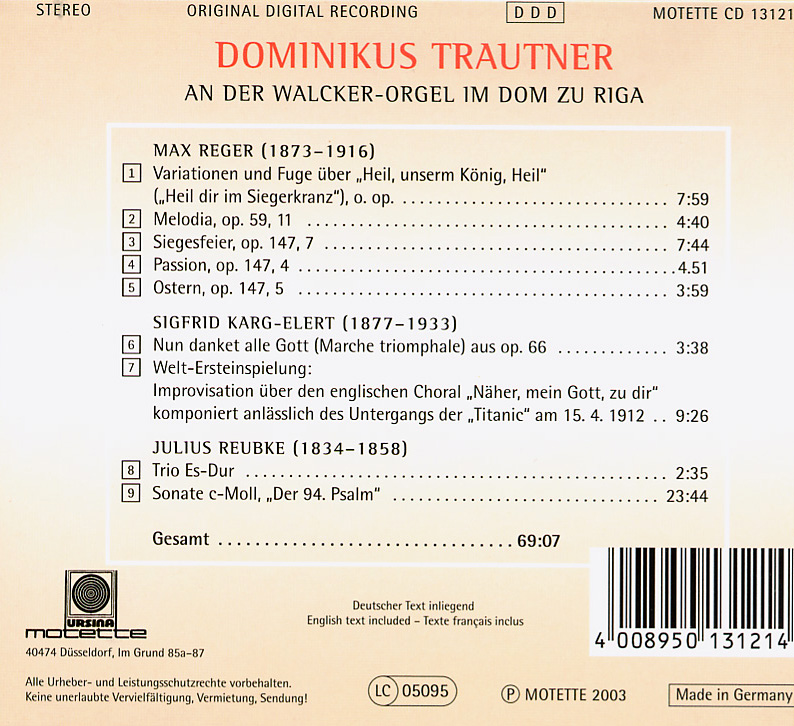 STEREO ORIGINAL DIGITAL RECORDING DDD MOTETTE CD 13121
DOMINIKUS TRAUTNER
AN DER WALCKER-ORGEL IM DOM ZU RIGA
MAX REGER (1873–1916)
1 Variationen und Fuge über „Heil, unserm König, Heil“
(„Heil dir im Siegerkranz“), o. op. ................................ 7:59
2 Melodia, op. 59, 11 ........................................... 4:40
3 Siegesfeier, op. 147, 7 ......................................... 7:44
4 Passion, op. 147, 4 ............................................ 4.51
5 Ostern, op. 147, 5 ............................................ 3:59
SIGFRID KARG-ELERT (1877–1933)
6 Nun danket alle Gott (Marche triomphale) aus op. 66 ............. 3:38
7 Welt-Ersteinspielung:
Improvisation über den englischen Choral „Näher, mein Gott, zu dir“
komponiert anlässlich des Untergangs der „Titanic“ am 15. 4. 1912 .. 9:26
JULIUS REUBKE (1834–1858)
8 Trio Es-Dur .................................................. 2:35
9 Sonate c-Moll, „Der 94. Psalm“ ................................ 23:44
Gesamt ................................ 69:07
URSINA
motette
40474 Düsseldorf, Im Grund 85a–87
Deutscher Text inliegend
English text included – Texte français inclus
4 008950 131214
Alle Urheber- und Leistungsschutzrechte vorbehalten.
Keine unerlaubte Vervielfältigung, Vermietung, Sendung!
LC 05095
Ⓟ MOTETTE 2003
Made in Germany